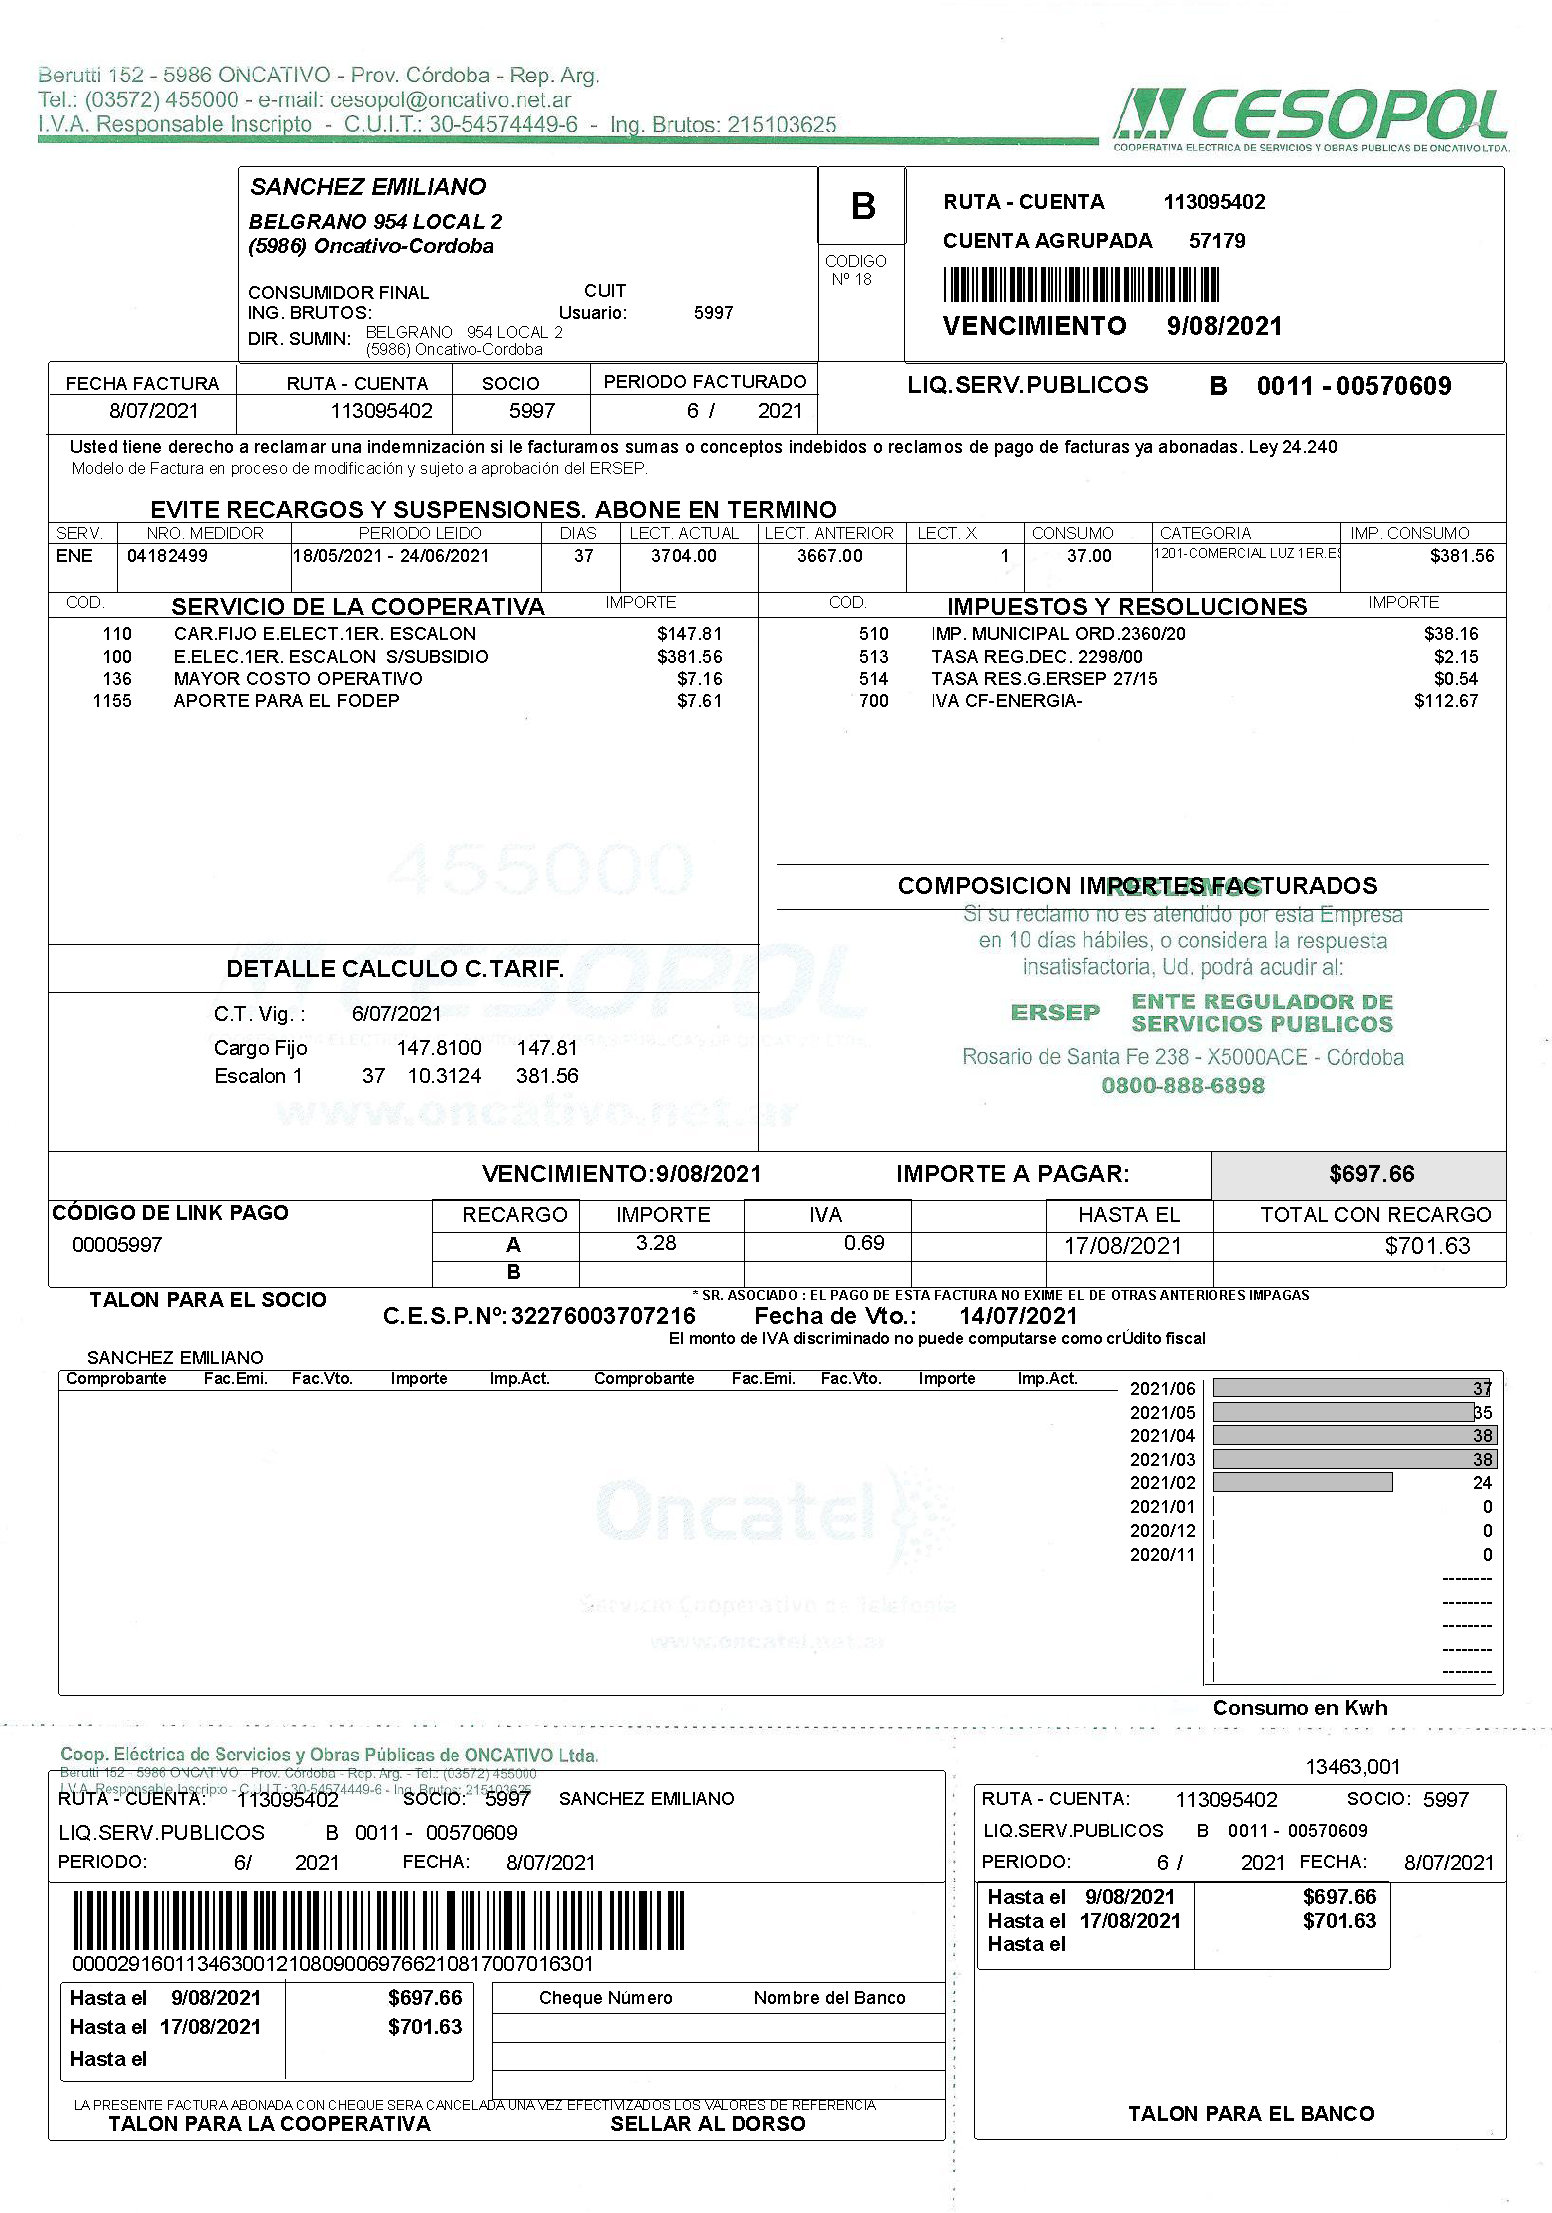 Berutti 152 - 5986 ONCATIVO - Prov. Córdoba - Rep. Arg.
Tel.: (03572) 455000 - e-mail: cesopol@oncativo.net.ar
I.V.A. Responsable Inscripto - C.U.I.T.: 30-54574449-6 - Ing. Brutos: 215103625
CESOPOL
COOPERATIVA ELECTRICA DE SERVICIOS Y OBRAS PUBLICAS DE ONCATIVO LTDA.
SANCHEZ EMILIANO
BELGRANO 954 LOCAL 2
(5986) Oncativo-Cordoba
CONSUMIDOR FINAL CUIT
ING. BRUTOS: Usuario: 5997
DIR. SUMIN: BELGRANO 954 LOCAL 2
(5986) Oncativo-Cordoba
B
CODIGO
Nº 18
RUTA - CUENTA 113095402
CUENTA AGRUPADA 57179
VENCIMIENTO 9/08/2021
FECHA FACTURA RUTA - CUENTA SOCIO PERIODO FACTURADO
8/07/2021 113095402 5997 6 / 2021
LIQ.SERV.PUBLICOS B 0011 - 00570609
Usted tiene derecho a reclamar una indemnización si le facturamos sumas o conceptos indebidos o reclamos de pago de facturas ya abonadas. Ley 24.240
Modelo de Factura en proceso de modificación y sujeto a aprobación del ERSEP.
EVITE RECARGOS Y SUSPENSIONES. ABONE EN TERMINO
SERV. NRO. MEDIDOR PERIODO LEIDO DIAS LECT. ACTUAL LECT. ANTERIOR LECT. X CONSUMO CATEGORIA IMP. CONSUMO
ENE 04182499 18/05/2021 - 24/06/2021 37 3704.00 3667.00 1 37.00 1201-COMERCIAL LUZ 1ER.ES $381.56
COD. SERVICIO DE LA COOPERATIVA IMPORTE
110 CAR.FIJO E.ELECT.1ER. ESCALON $147.81
100 E.ELEC.1ER. ESCALON S/SUBSIDIO $381.56
136 MAYOR COSTO OPERATIVO $7.16
1155 APORTE PARA EL FODEP $7.61
COD. IMPUESTOS Y RESOLUCIONES IMPORTE
510 IMP. MUNICIPAL ORD.2360/20 $38.16
513 TASA REG.DEC. 2298/00 $2.15
514 TASA RES.G.ERSEP 27/15 $0.54
700 IVA CF-ENERGIA- $112.67
455000
CESOPOL
www.oncativo.net.ar
DETALLE CALCULO C.TARIF.
C.T. Vig. : 6/07/2021
Cargo Fijo 147.8100 147.81
Escalon 1 37 10.3124 381.56
COMPOSICION IMPORTES FACTURADOS
RECLAMOS
Si su reclamo no es atendido por esta Empresa
en 10 días hábiles, o considera la respuesta
insatisfactoria, Ud. podrá acudir al:
ERSEP ENTE REGULADOR DE
SERVICIOS PUBLICOS
Rosario de Santa Fe 238 - X5000ACE - Córdoba
0800-888-6898
VENCIMIENTO:9/08/2021 IMPORTE A PAGAR: $697.66
CÓDIGO DE LINK PAGO
00005997
RECARGO IMPORTE IVA HASTA EL TOTAL CON RECARGO
A 3.28 0.69 17/08/2021 $701.63
B
TALON PARA EL SOCIO
* SR. ASOCIADO : EL PAGO DE ESTA FACTURA NO EXIME EL DE OTRAS ANTERIORES IMPAGAS
C.E.S.P.Nº: 32276003707216 Fecha de Vto.: 14/07/2021
El monto de IVA discriminado no puede computarse como crÚdito fiscal
SANCHEZ EMILIANO
Comprobante Fac.Emi. Fac.Vto. Importe Imp.Act. Comprobante Fac.Emi. Fac.Vto. Importe Imp.Act.
2021/06 37
2021/05 35
2021/04 38
2021/03 38
2021/02 24
2021/01 0
2020/12 0
2020/11 0
--------
--------
--------
--------
--------
Consumo en Kwh
Oncatel
Servicio Cooperativo de Telefonía
www.oncatel.net.ar
Coop. Eléctrica de Servicios y Obras Públicas de ONCATIVO Ltda.
Berutti 152 - 5986 ONCATIVO - Prov. Córdoba - Rep. Arg. - Tel.: (03572) 455000
I.V.A. Responsable Inscripto - C.U.I.T.: 30-54574449-6 - Ing. Brutos: 215103625
RUTA - CUENTA: 113095402 SOCIO: 5997 SANCHEZ EMILIANO
LIQ.SERV.PUBLICOS B 0011 - 00570609
PERIODO: 6/ 2021 FECHA: 8/07/2021
0000291601134630012108090069766210817007016301
Hasta el 9/08/2021 $697.66
Hasta el 17/08/2021 $701.63
Hasta el
Cheque Número Nombre del Banco
LA PRESENTE FACTURA ABONADA CON CHEQUE SERA CANCELADA UNA VEZ EFECTIVIZADOS LOS VALORES DE REFERENCIA
TALON PARA LA COOPERATIVA SELLAR AL DORSO
13463,001
RUTA - CUENTA: 113095402 SOCIO: 5997
LIQ.SERV.PUBLICOS B 0011 - 00570609
PERIODO: 6 / 2021 FECHA: 8/07/2021
Hasta el 9/08/2021 $697.66
Hasta el 17/08/2021 $701.63
Hasta el
TALON PARA EL BANCO